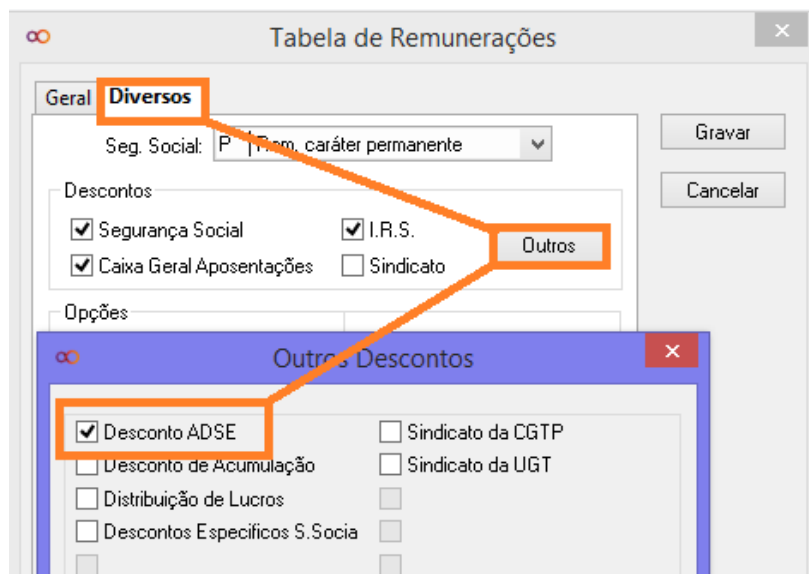 Tabela de Remunerações
Geral Diversos
Seg. Social: P caráter permanente
Gravar
Cancelar
Descontos
Segurança Social I.R.S. Outros
Caixa Geral Aposentações Sindicato
Opções
Outros Descontos
Desconto ADSE Sindicato da CGTP
Desconto de Acumulação Sindicato da UGT
Distribuição de Lucros
Descontos Especificos S.Socia